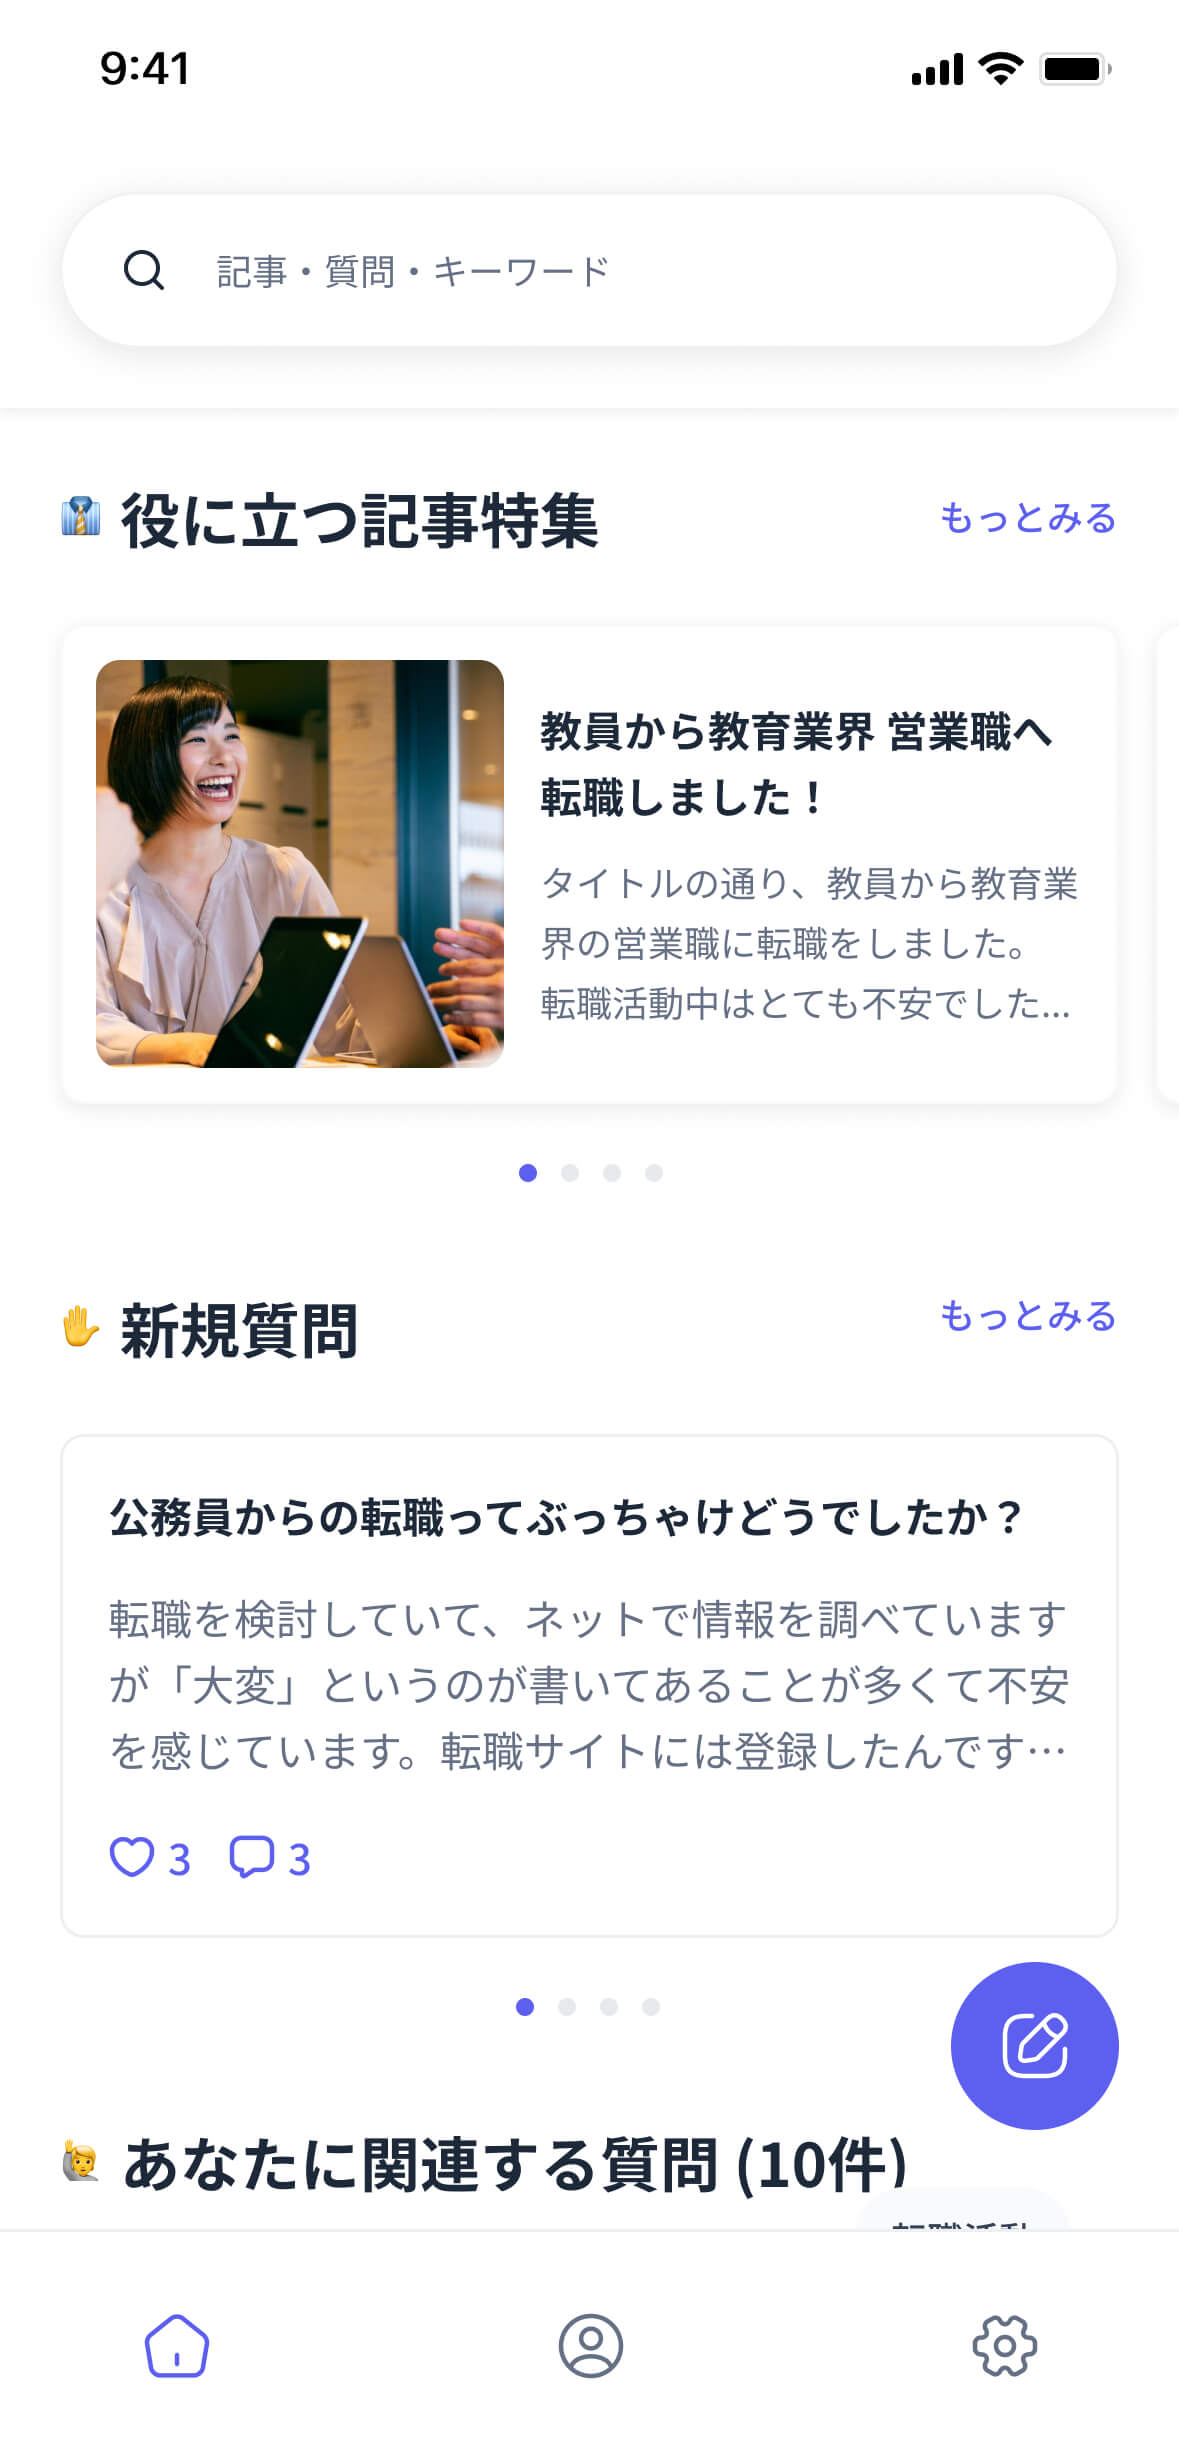 9:41
記事・質問・キーワード
役に立つ記事特集
もっとみる
教員から教育業界 営業職へ
転職しました！
タイトルの通り、教員から教育業
界の営業職に転職をしました。
転職活動中はとても不安でした...
新規質問
もっとみる
公務員からの転職ってぶっちゃけどうでしたか？
転職を検討していて、ネットで情報を調べています
が「大変」というのが書いてあることが多くて不安
を感じています。転職サイトには登録したんです…
3 3
あなたに関連する質問 (10件)